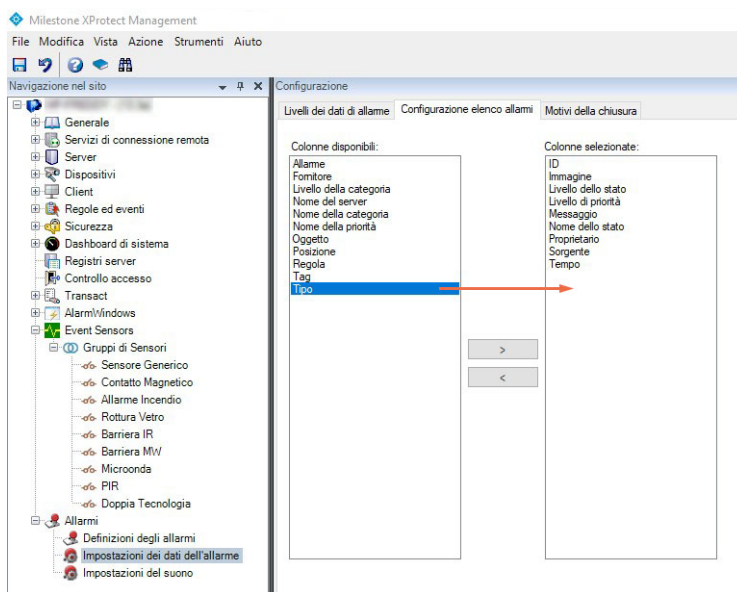 Milestone XProtect Management
File Modifica Vista Azione Strumenti Aiuto
Navigazione nel sito
Generale
Servizi di connessione remota
Server
Dispositivi
Client
Regole ed eventi
Sicurezza
Dashboard di sistema
Registri server
Controllo accesso
Transact
AlarmWindows
Event Sensors
Gruppi di Sensori
Sensore Generico
Contatto Magnetico
Allarme Incendio
Rottura Vetro
Barriera IR
Barriera MW
Microonda
PIR
Doppia Tecnologia
Allarmi
Definizioni degli allarmi
Impostazioni dei dati dell'allarme
Impostazioni del suono
Configurazione
Livelli dei dati di allarme Configurazione elenco allarmi Motivi della chiusura
Colonne disponibili:
Allarme
Fornitore
Livello della categoria
Nome del server
Nome della categoria
Nome della priorità
Oggetto
Posizione
Regola
Tag
Tipo
>
<
Colonne selezionate:
ID
Immagine
Livello dello stato
Livello di priorità
Messaggio
Nome dello stato
Proprietario
Sorgente
Tempo